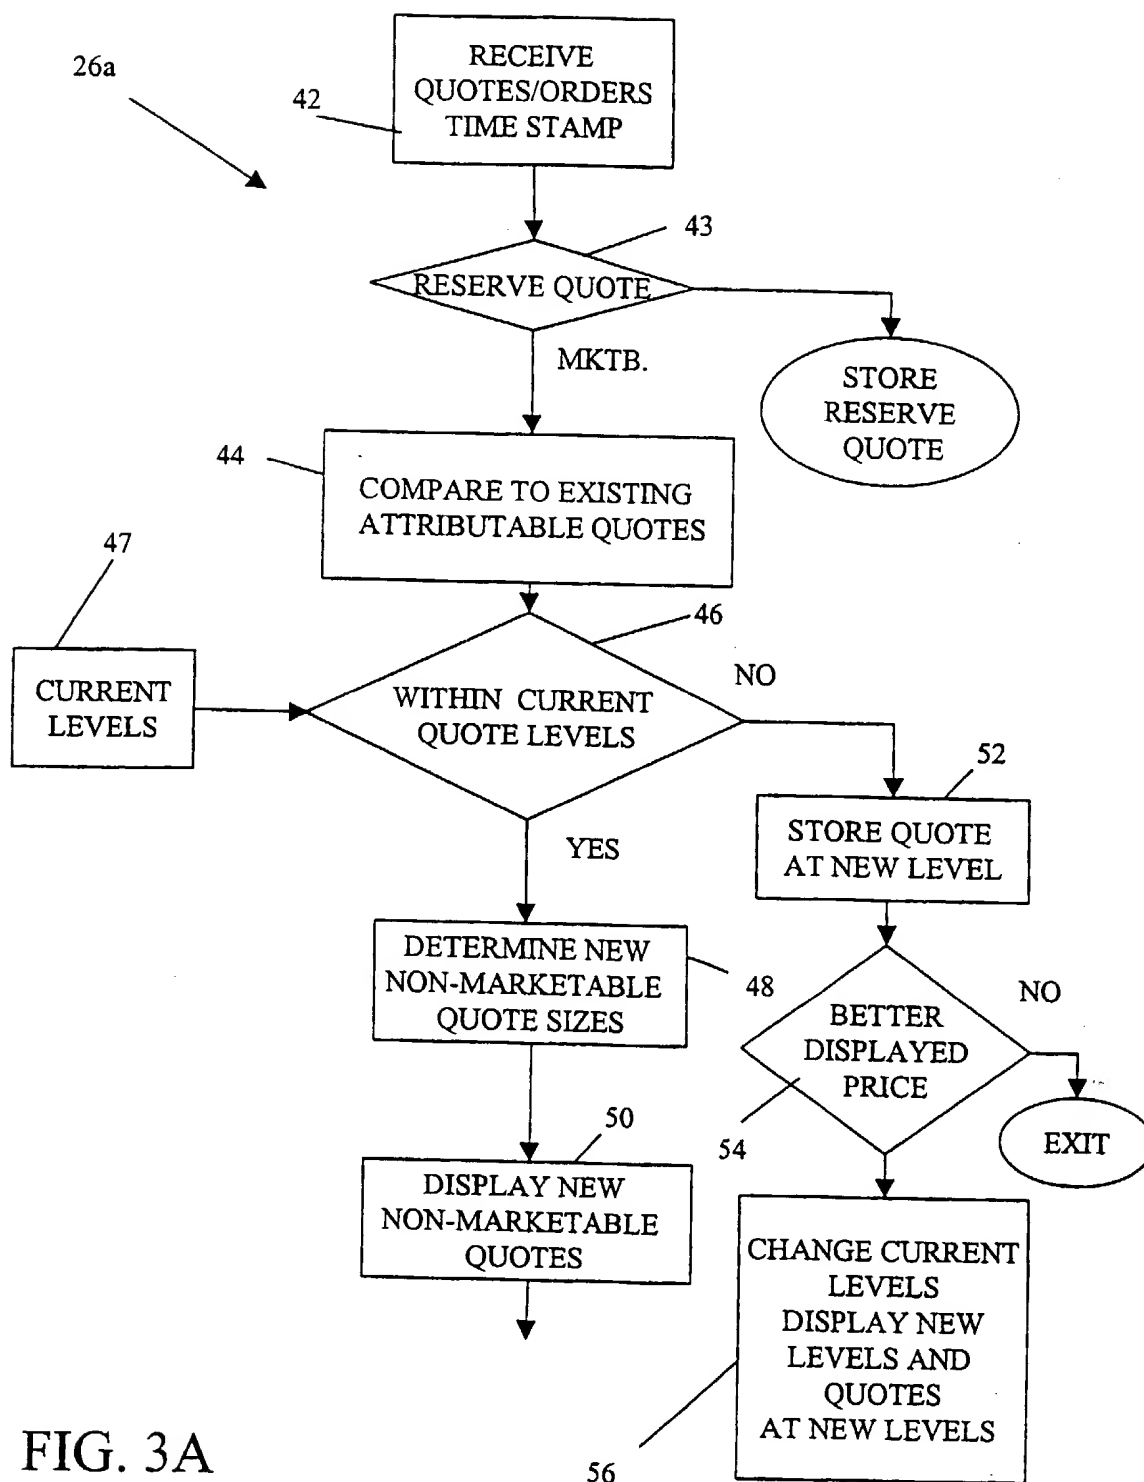 26a
42
RECEIVE
QUOTES/ORDERS
TIME STAMP
43
RESERVE QUOTE
MKTB.
STORE
RESERVE
QUOTE
44
COMPARE TO EXISTING
ATTRIBUTABLE QUOTES
47
CURRENT
LEVELS
46
WITHIN CURRENT
QUOTE LEVELS
NO
YES
52
STORE QUOTE
AT NEW LEVEL
DETERMINE NEW
NON-MARKETABLE
QUOTE SIZES
48
BETTER
DISPLAYED
PRICE
54
NO
EXIT
50
DISPLAY NEW
NON-MARKETABLE
QUOTES
CHANGE CURRENT
LEVELS
DISPLAY NEW
LEVELS AND
QUOTES
AT NEW LEVELS
56
FIG. 3A